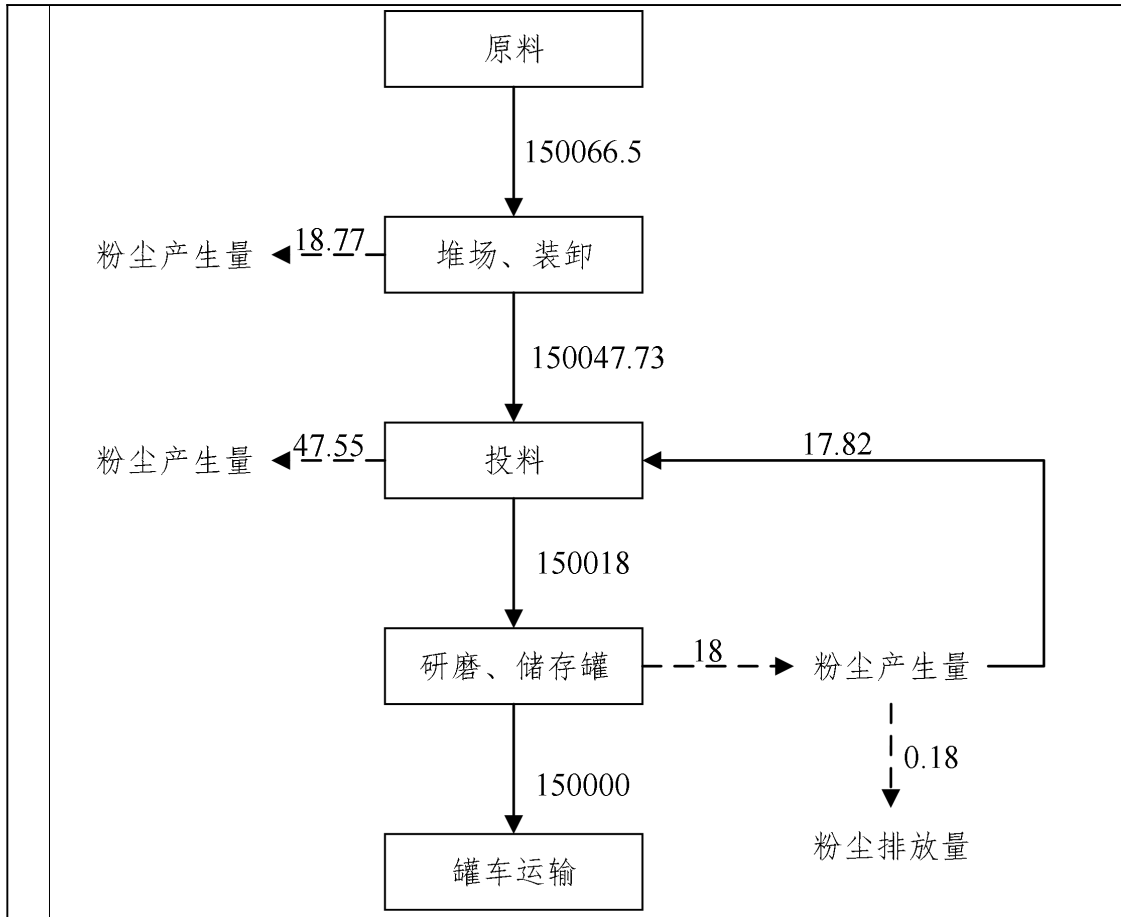 原料
150066.5
粉尘产生量
18.77
堆场、装卸
150047.73
粉尘产生量
47.55
投料
17.82
150018
研磨、储存罐
18
粉尘产生量
0.18
150000
粉尘排放量
罐车运输